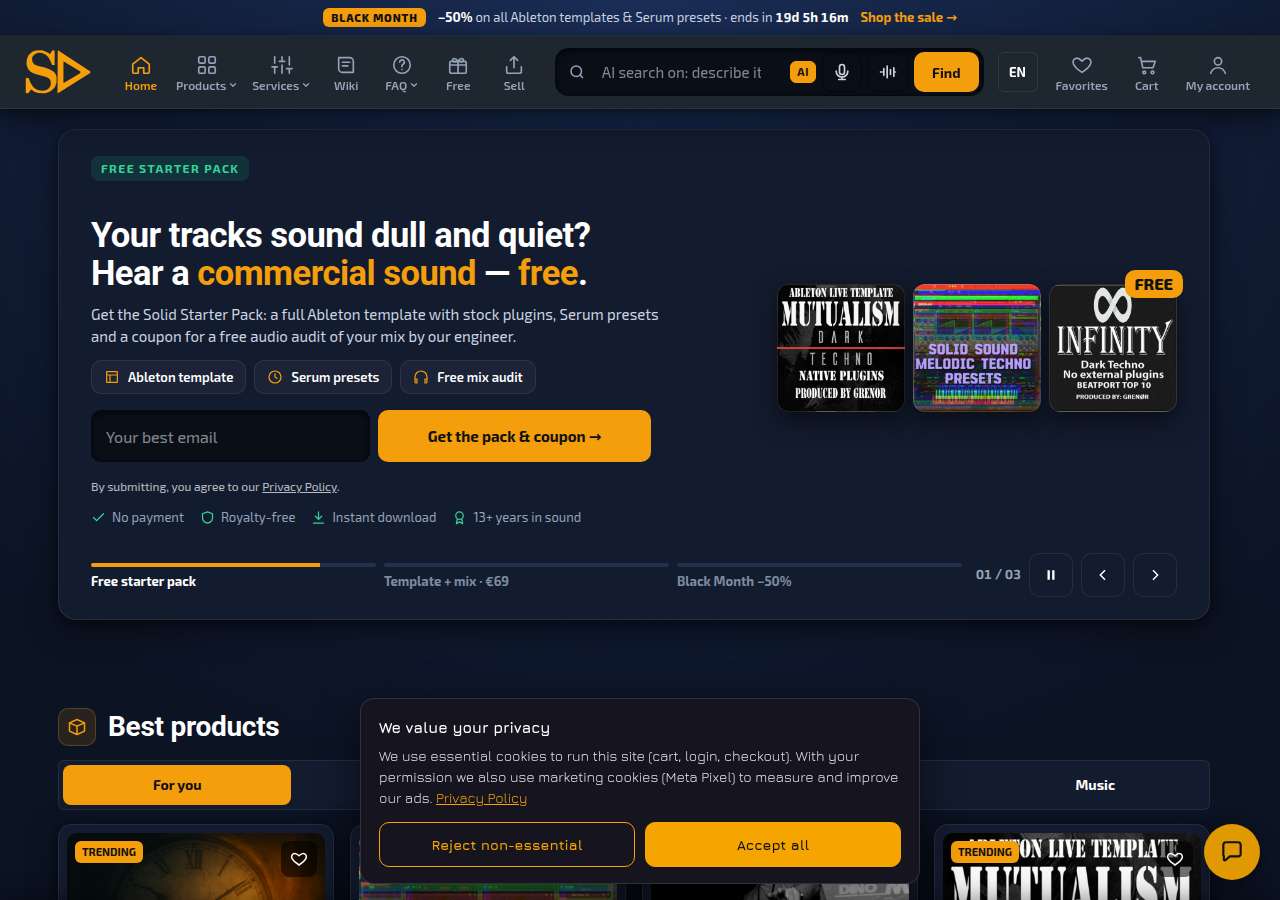 BLACK MONTH −50% on all Ableton templates & Serum presets · ends in 19d 5h 16m Shop the sale →
SD
Home
Products
Services
Wiki
FAQ
Free
Sell
AI search on: describe it
AI
Find
EN
Favorites
Cart
My account
FREE STARTER PACK
Your tracks sound dull and quiet?
Hear a commercial sound — free.
Get the Solid Starter Pack: a full Ableton template with stock plugins, Serum presets
and a coupon for a free audio audit of your mix by our engineer.
Ableton template
Serum presets
Free mix audit
Your best email
Get the pack & coupon →
By submitting, you agree to our Privacy Policy.
No payment
Royalty-free
Instant download
13+ years in sound
ABLETON LIVE TEMPLATE
MUTUALISM
DARK
TECHNO
NATIVE PLUGINS
PRODUCED BY GRENOR
SOLID SOUND
MELODIC TECHNO
PRESETS
FREE
INFINITY
Dark Techno
No external plugins
BEATPORT TOP 10
PRODUCED BY: GRENØR
Free starter pack
Template + mix · €69
Black Month −50%
01 / 03
Best products
For you
Music
TRENDING
TRENDING
ABLETON LIVE TEMPLATE
MUTUALISM
We value your privacy
We use essential cookies to run this site (cart, login, checkout). With your
permission we also use marketing cookies (Meta Pixel) to measure and improve
our ads. Privacy Policy
Reject non-essential
Accept all